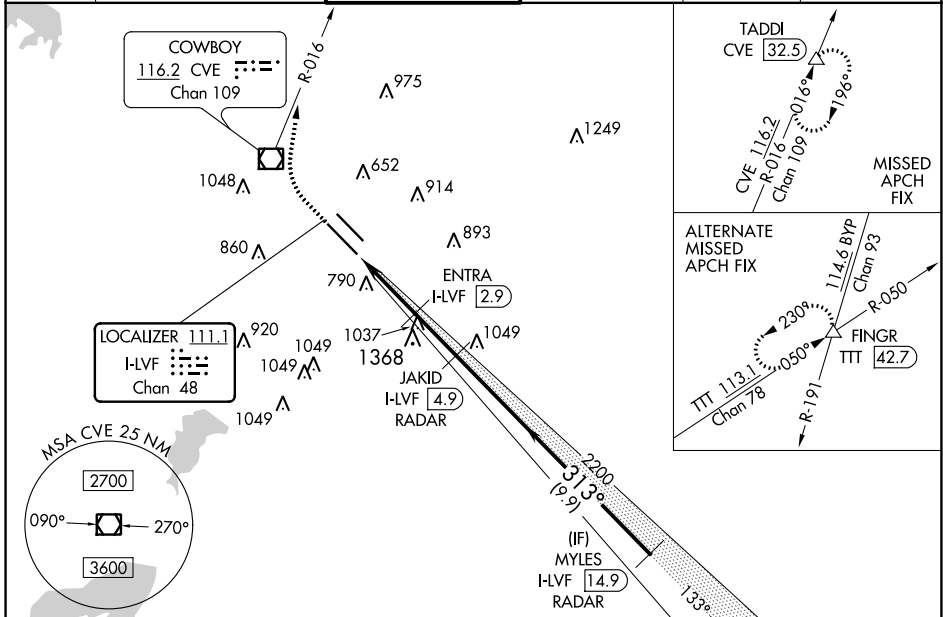 COWBOY
116.2 CVE
Chan 109
R-016
975
1249
652
1048
914
860
893
790
ENTRA
I-LVF 2.9
1037
1368
1049
LOCALIZER 111.1
I-LVF
Chan 48
920
1049
1049
1049
JAKID
I-LVF 4.9
RADAR
MSA CVE 25 NM
2700
090°
270°
3600
2200
313°
(9.9)
(IF)
MYLES
I-LVF 14.9
RADAR
133°
TADDI
CVE 32.5
016°
196°
CVE 116.2
R-016
Chan 109
MISSED
APCH
FIX
ALTERNATE
MISSED
APCH FIX
114.6 BYP
Chan 93
R-050
230°
050°
FINGR
TTT 42.7
TTT 113.1
Chan 78
R-191